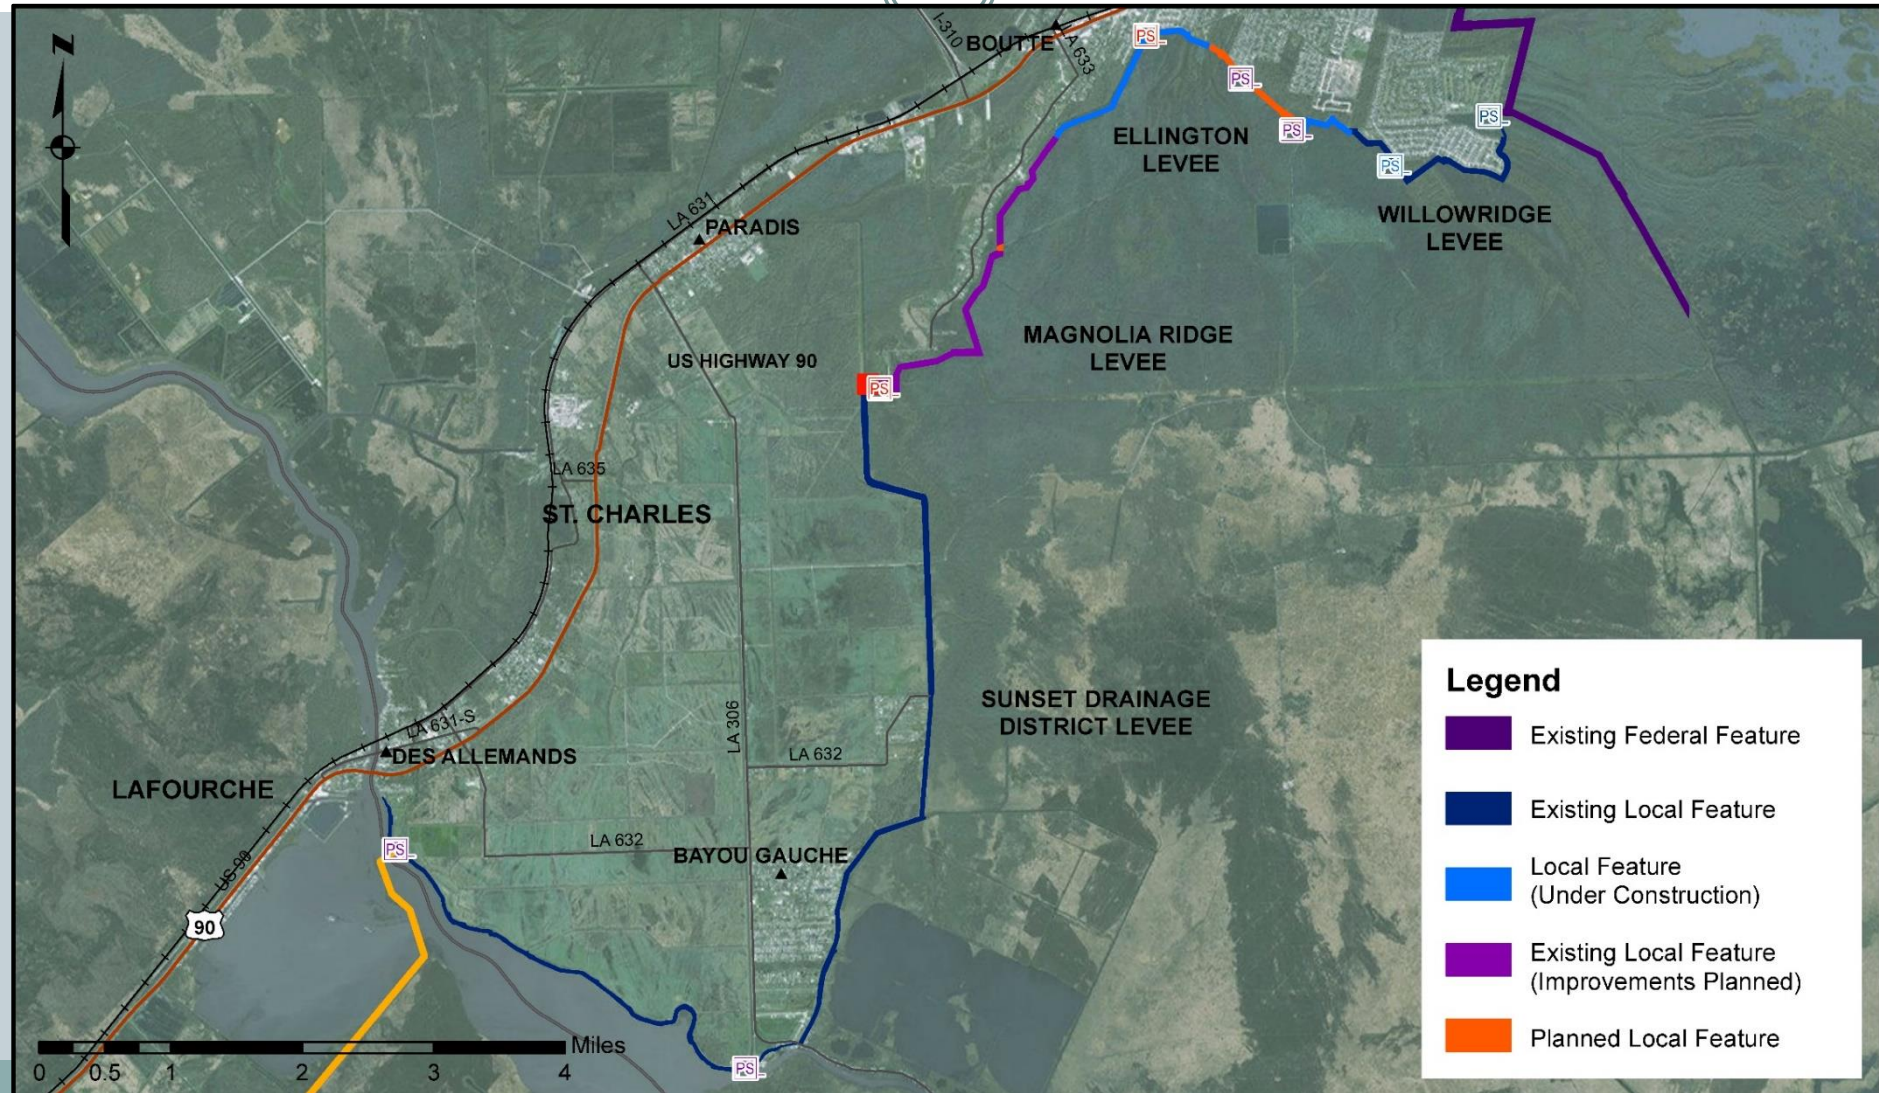 N
I-310
BOUTTE
LA 633
PS
PS
PS
PS
PS
ELLINGTON
LEVEE
WILLOWRIDGE
LEVEE
LA 631
PARADIS
US HIGHWAY 90
MAGNOLIA RIDGE
LEVEE
PS
LA 635
ST. CHARLES
LA 306
SUNSET DRAINAGE
DISTRICT LEVEE
LA 631-S
DES ALLEMANDS
LA 632
LAFOURCHE
LA 632
BAYOU GAUCHE
PS
US 90
90
PS
Miles
0 0.5 1 2 3 4
Legend
Existing Federal Feature
Existing Local Feature
Local Feature
(Under Construction)
Existing Local Feature
(Improvements Planned)
Planned Local Feature